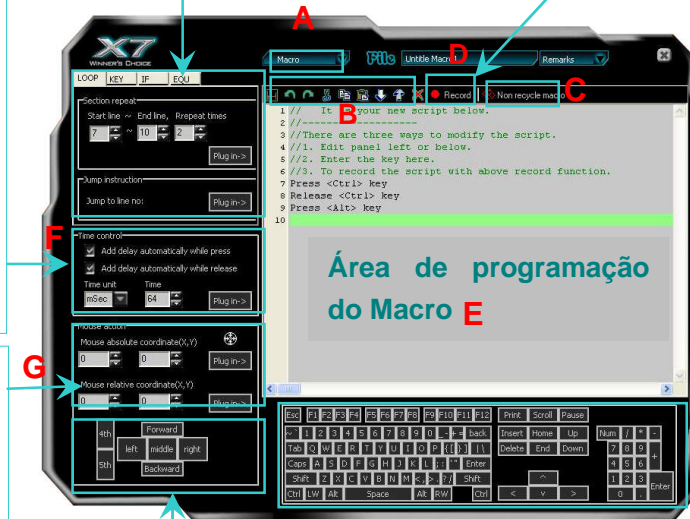 A
X7
WINNER'S CHOICE
Macro
File
Untitle Macro1
D
Remarks
LOOP KEY IF EQU
B
Record
Non recycle macro
C
Section repeat
Start line ~ End line, Repeat times
7 ~ 10 2
Plug in->
Jump instruction
Jump to line no:
Plug in->
1 // It is your new script below.
2 //--------------------
3 //There are three ways to modify the script.
4 //1. Edit panel left or below.
5 //2. Enter the key here.
6 //3. To record the script with above record function.
7 Press <Ctrl> key
8 Release <Ctrl> key
9 Press <Alt> key
10
F
Time control
Add delay automatically while press
Add delay automatically while release
Time unit Time
mSec 64
Plug in->
Área de programação
do Macro E
G
Mouse action
Mouse absolute coordinate(X,Y)
0 0
Plug in->
Mouse relative coordinate(X,Y)
0 0
Plug in->
4th Forward
left middle right
5th Backward
Esc F1 F2 F3 F4 F5 F6 F7 F8 F9 F10 F11 F12 Print Scroll Pause
~` 1 2 3 4 5 6 7 8 9 0 _- += back Insert Home Up Num / * -
Tab Q W E R T Y U I O P {[ }] |\ Delete End Down 7 8 9 +
Caps A S D F G H J K L ;: '" Enter 4 5 6
Shift Z X C V B N M <, >. ?/ Shift ^ 1 2 3 Enter
Ctrl LW Alt Space Alt RW Ctrl < v > 0 .